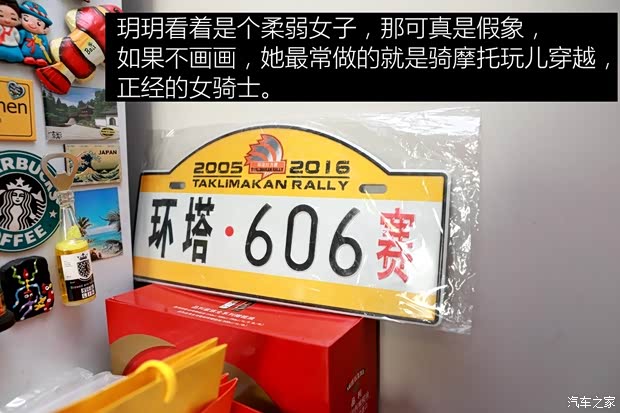 玥玥看着是个柔弱女子，那可真是假象，
如果不画画，她最常做的就是骑摩托玩儿穿越，
正经的女骑士。
2005 2016
TAKLIMAKAN RALLY
环塔·606赛
STARBUCKS
COFFEE
JAPAN
汽车之家